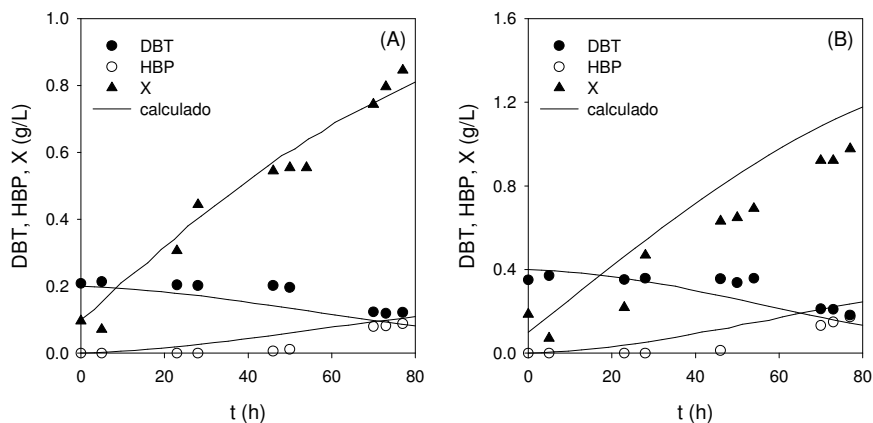 (A)
DBT
HBP
X
calculado
DBT, HBP, X (g/L)
1.0
0.8
0.6
0.4
0.2
0.0
0 20 40 60 80
t (h)
(B)
DBT
HBP
X
calculado
DBT, HBP, X (g/L)
1.6
1.2
0.8
0.4
0.0
0 20 40 60 80
t (h)